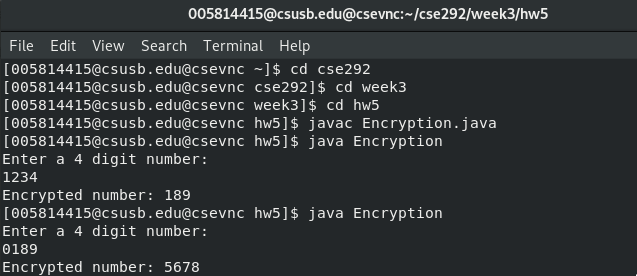 005814415@csusb.edu@csevnc:~/cse292/week3/hw5
File Edit View Search Terminal Help
[005814415@csusb.edu@csevnc ~]$ cd cse292
[005814415@csusb.edu@csevnc cse292]$ cd week3
[005814415@csusb.edu@csevnc week3]$ cd hw5
[005814415@csusb.edu@csevnc hw5]$ javac Encryption.java
[005814415@csusb.edu@csevnc hw5]$ java Encryption
Enter a 4 digit number:
1234
Encrypted number: 189
[005814415@csusb.edu@csevnc hw5]$ java Encryption
Enter a 4 digit number:
0189
Encrypted number: 5678